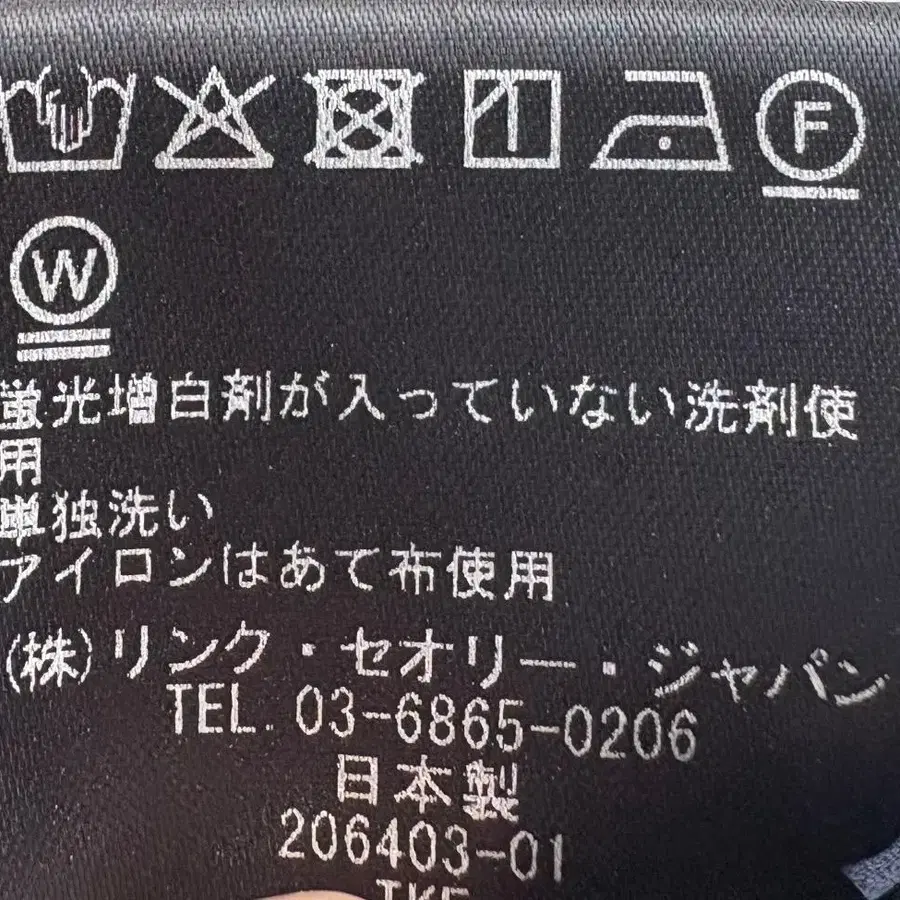 F
W
蛍光増白剤が入っていない洗剤使
用
単独洗い
アイロンはあて布使用
(株)リンク・セオリー・ジャパン
TEL. 03-6865-0206
日本製
206403-01